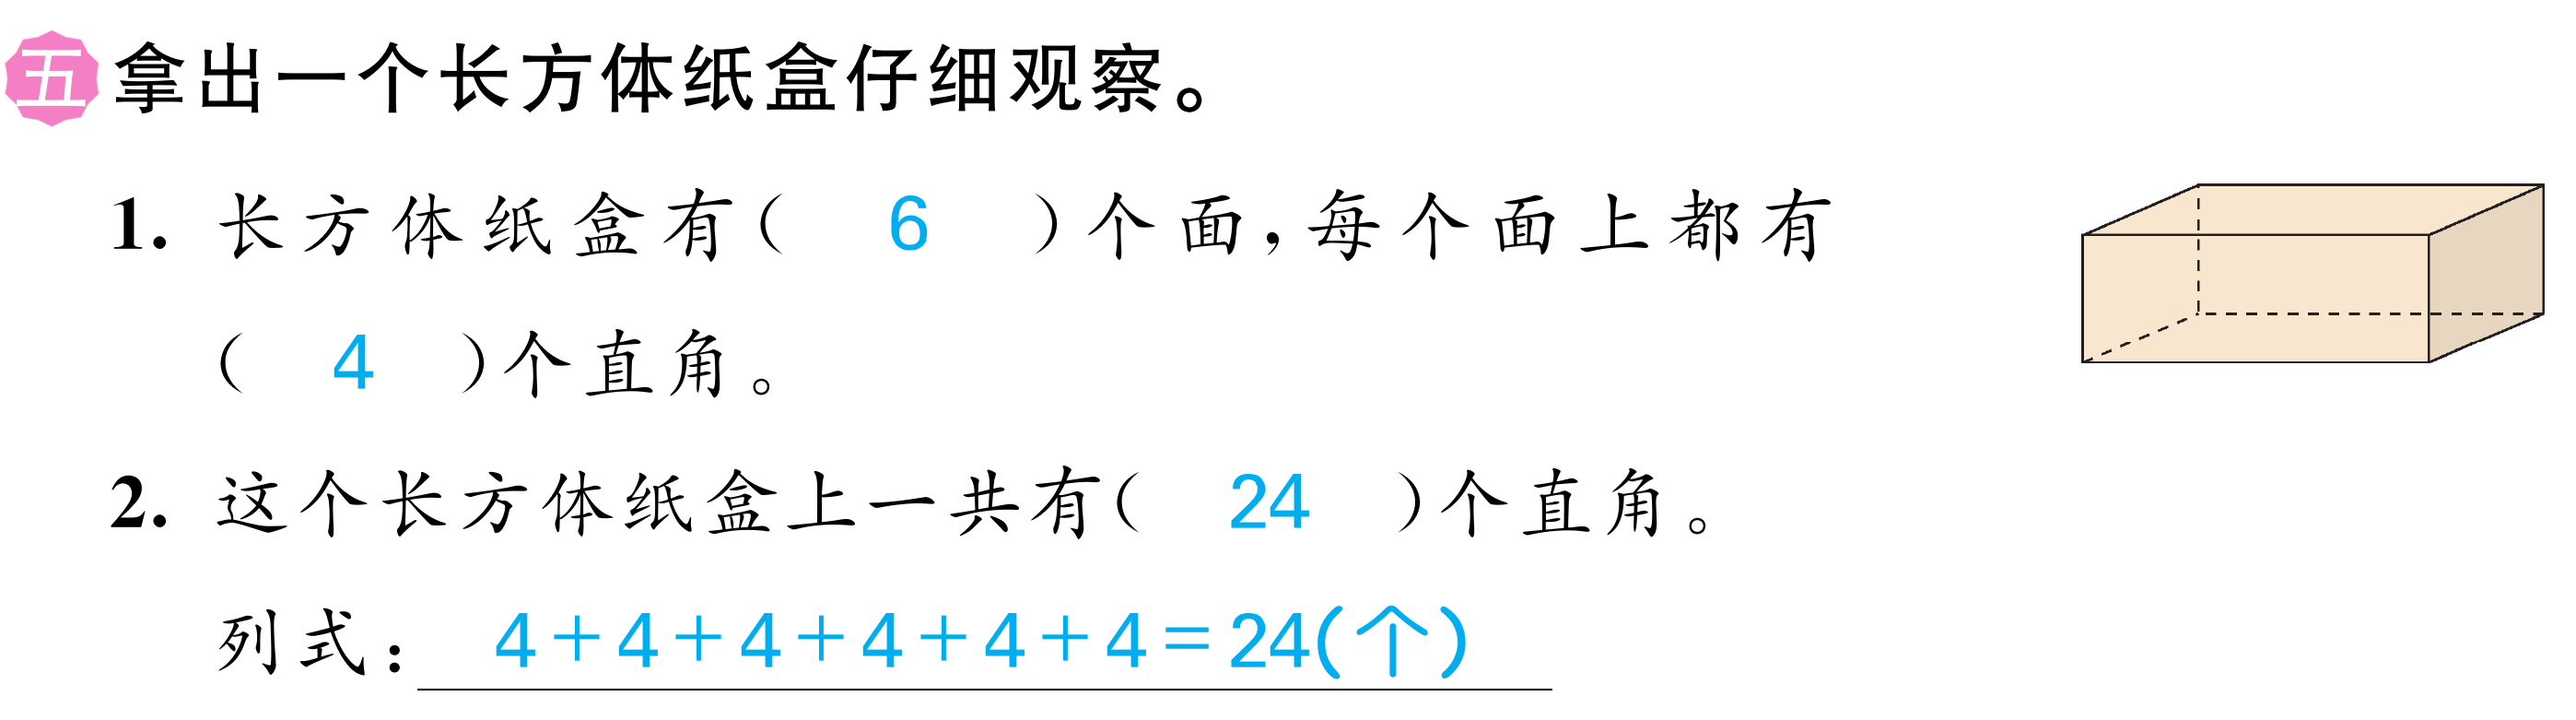 五 拿出一个长方体纸盒仔细观察。
1. 长方体纸盒有( 6 )个面,每个面上都有
( 4 )个直角。
2. 这个长方体纸盒上一共有( 24 )个直角。
列式: 4+4+4+4+4+4=24(个)